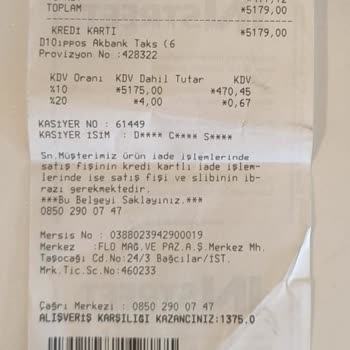 TOPLAM *5179,00
KREDİ KARTI *5179,00
D10ippos Akbank Taks (6
Provizyon No :428322
KDV Oranı KDV Dahil Tutar KDV
%10 *5175,00 *470,45
%20 *4,00 *0,67
KASİYER NO : 61449
KASİYER İSİM : D**** C**** S****
Sn.Müşterimiz ürün iade işlemlerinde
satış fişinin kredi kartlı iade işlem-
lerinde ise satış fişi ve slibinin ib-
razı gerekmektedir.
***Bu Belgeyi Saklayınız.***
0850 290 07 47
Mersis No : 0388023942900019
Merkez :FLO MAĞ.VE PAZ.A.Ş.Merkez Mh.
Taşocağı Cd.No:24/3 Bağcılar/İST.
Mrk.Tic.Sc.No:460233
Çağrı Merkezi : 0850 290 07 47
ALIŞVERİŞ KARŞILIĞI KAZANCINIZ:1375.0